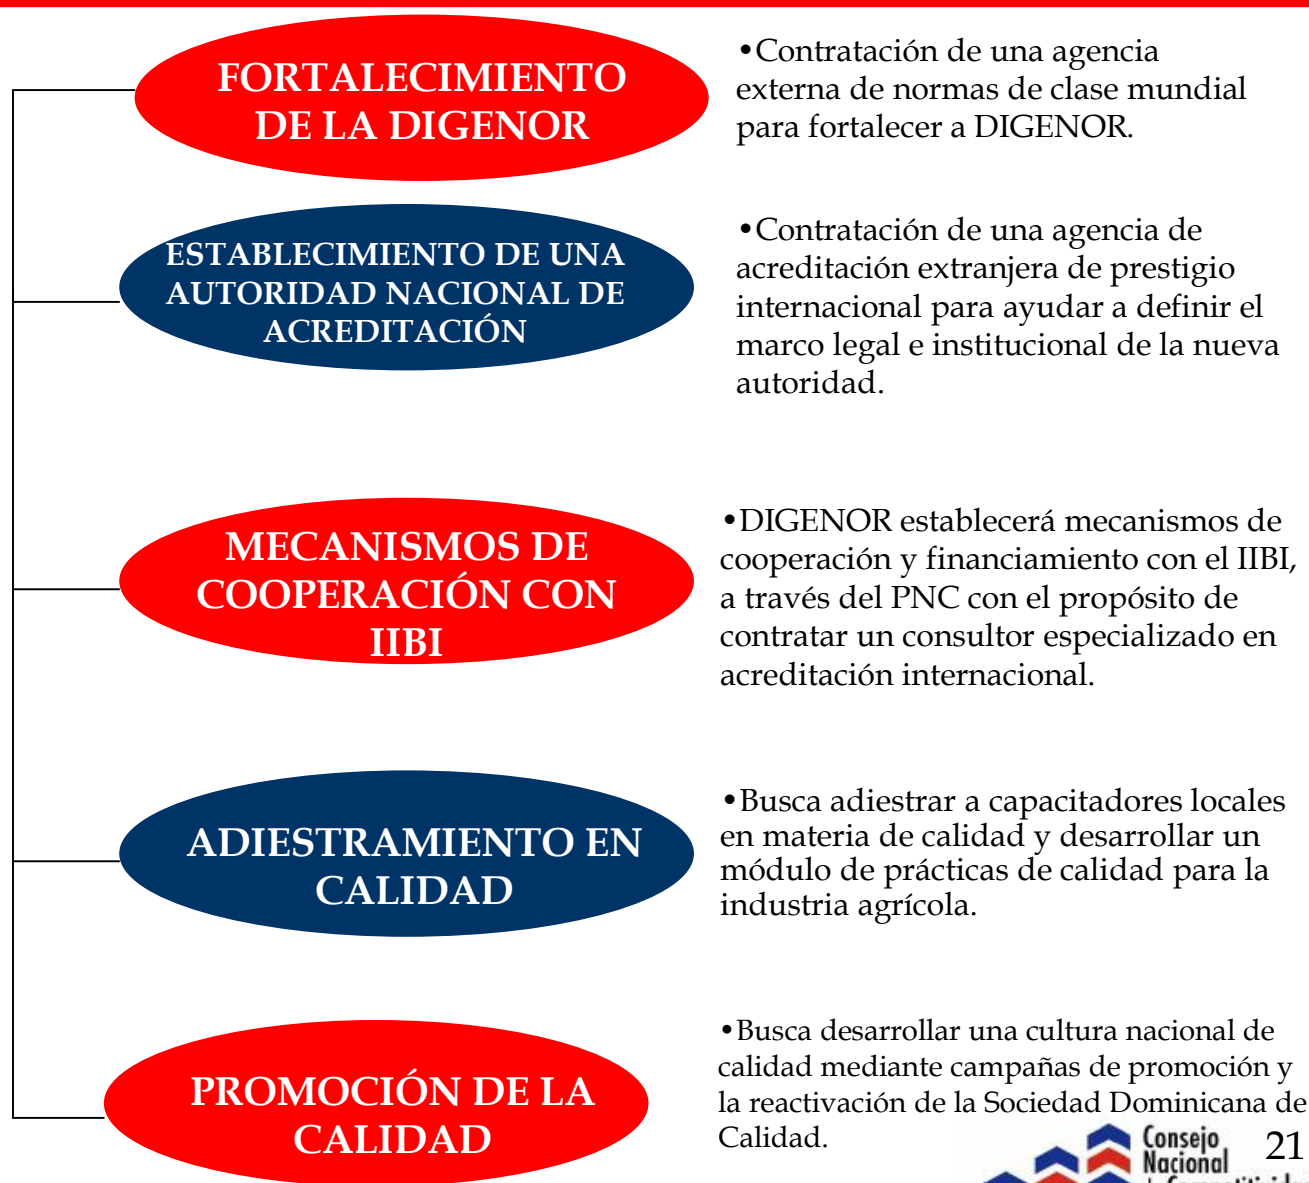 FORTALECIMIENTO
DE LA DIGENOR
•Contratación de una agencia
externa de normas de clase mundial
para fortalecer a DIGENOR.
ESTABLECIMIENTO DE UNA
AUTORIDAD NACIONAL DE
ACREDITACIÓN
•Contratación de una agencia de
acreditación extranjera de prestigio
internacional para ayudar a definir el
marco legal e institucional de la nueva
autoridad.
MECANISMOS DE
COOPERACIÓN CON
IIBI
•DIGENOR establecerá mecanismos de
cooperación y financiamiento con el IIBI,
a través del PNC con el propósito de
contratar un consultor especializado en
acreditación internacional.
ADIESTRAMIENTO EN
CALIDAD
•Busca adiestrar a capacitadores locales
en materia de calidad y desarrollar un
módulo de prácticas de calidad para la
industria agrícola.
PROMOCIÓN DE LA
CALIDAD
•Busca desarrollar una cultura nacional de
calidad mediante campañas de promoción y
la reactivación de la Sociedad Dominicana de
Calidad.
Consejo
Nacional
21